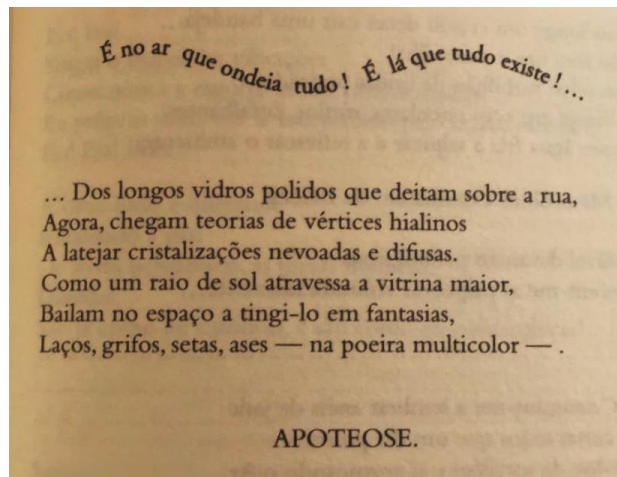 É no ar que ondeia tudo! É lá que tudo existe!...
... Dos longos vidros polidos que deitam sobre a rua,
Agora, chegam teorias de vértices hialinos
A latejar cristalizações nevoadas e difusas.
Como um raio de sol atravessa a vitrina maior,
Bailam no espaço a tingi-lo em fantasias,
Laços, grifos, setas, ases — na poeira multicolor — .
APOTEOSE.